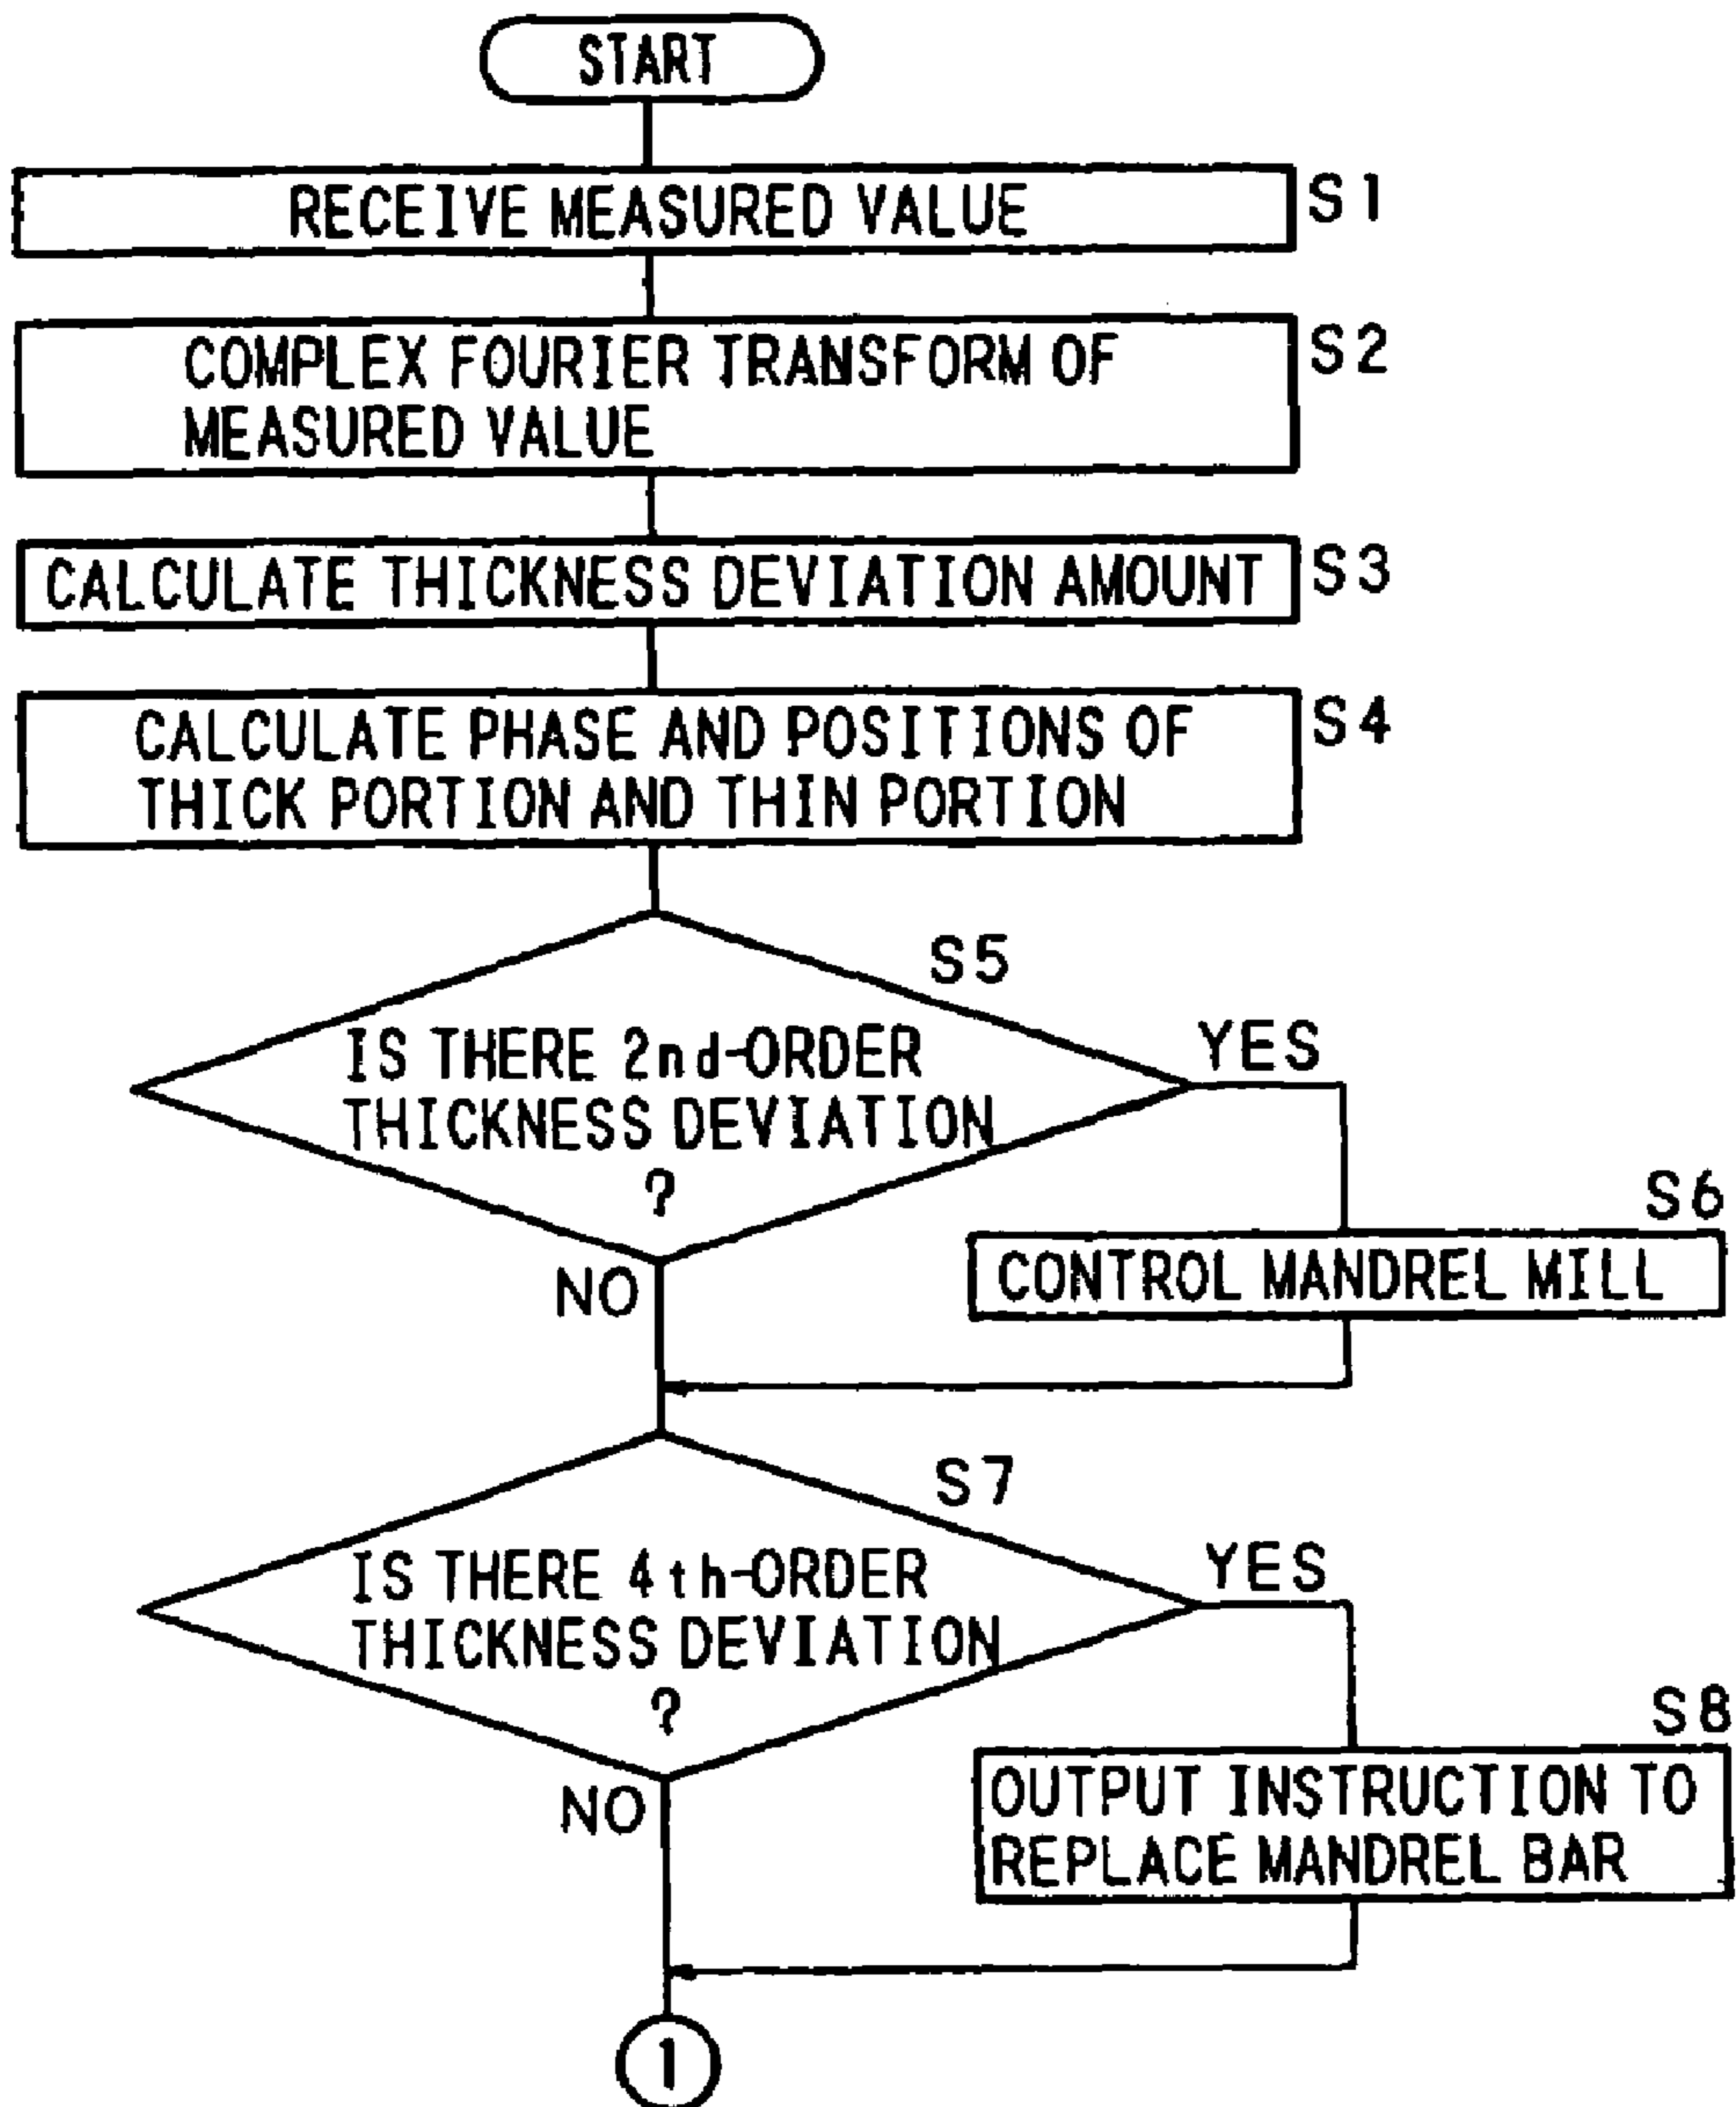 START
RECEIVE MEASURED VALUE
S1
COMPLEX FOURIER TRANSFORM OF
MEASURED VALUE
S2
CALCULATE THICKNESS DEVIATION AMOUNT
S3
CALCULATE PHASE AND POSITIONS OF
THICK PORTION AND THIN PORTION
S4
S5
IS THERE 2nd-ORDER
THICKNESS DEVIATION
?
YES
S6
CONTROL MANDREL MILL
NO
S7
IS THERE 4th-ORDER
THICKNESS DEVIATION
?
YES
S8
OUTPUT INSTRUCTION TO
REPLACE MANDREL BAR
NO
1